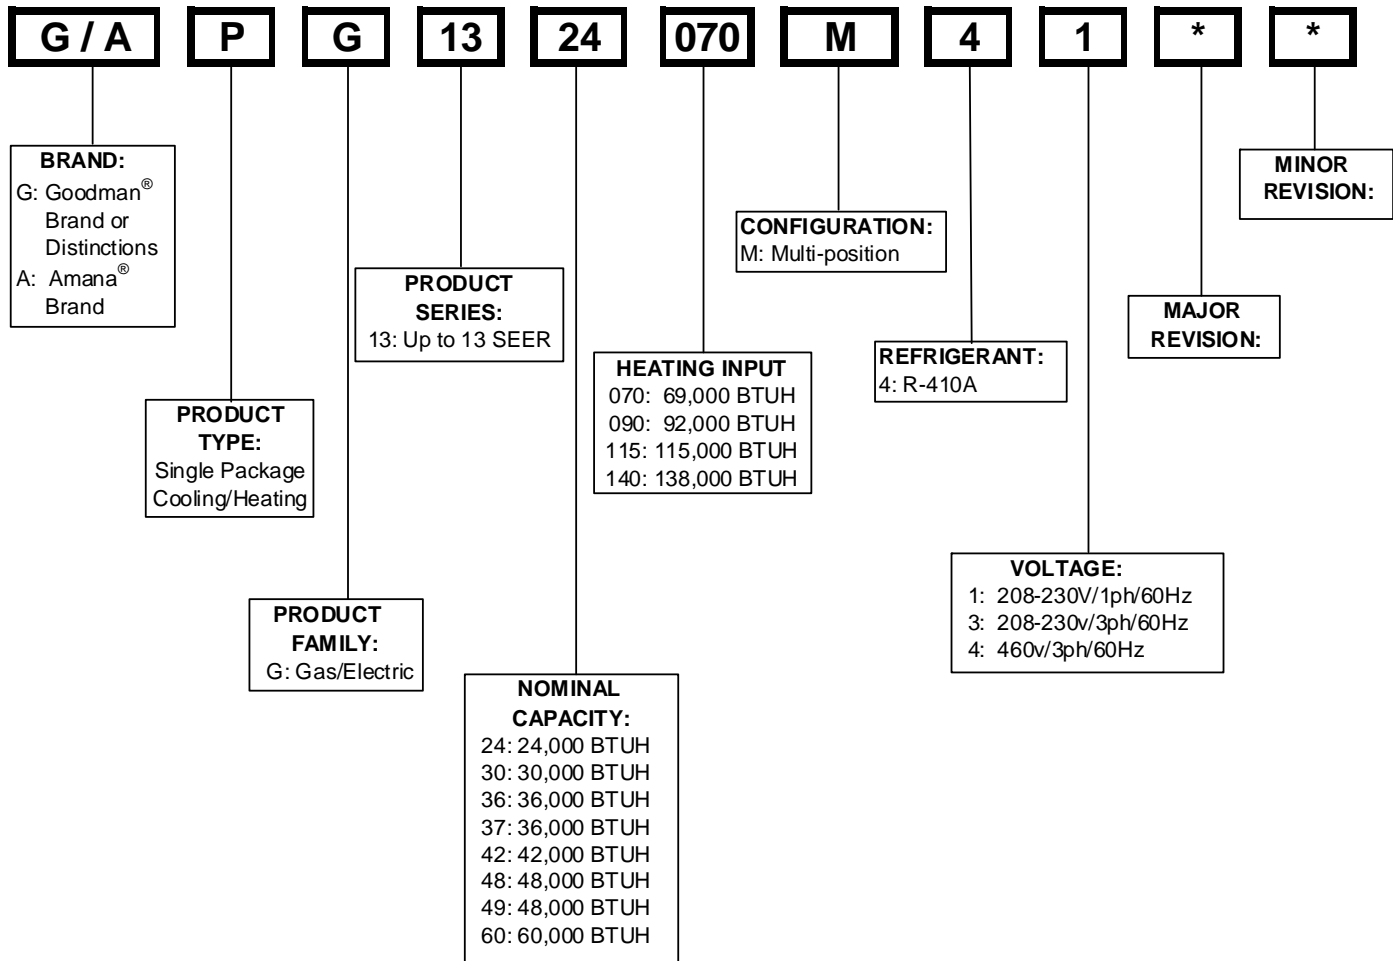 G / A P G 13 24 070 M 4 1 * *
BRAND:
G: Goodman®
Brand or
Distinctions
A: Amana®
Brand
PRODUCT
TYPE:
Single Package
Cooling/Heating
PRODUCT
FAMILY:
G: Gas/Electric
PRODUCT
SERIES:
13: Up to 13 SEER
NOMINAL
CAPACITY:
24: 24,000 BTUH
30: 30,000 BTUH
36: 36,000 BTUH
37: 36,000 BTUH
42: 42,000 BTUH
48: 48,000 BTUH
49: 48,000 BTUH
60: 60,000 BTUH
HEATING INPUT
070: 69,000 BTUH
090: 92,000 BTUH
115: 115,000 BTUH
140: 138,000 BTUH
CONFIGURATION:
M: Multi-position
REFRIGERANT:
4: R-410A
VOLTAGE:
1: 208-230V/1ph/60Hz
3: 208-230v/3ph/60Hz
4: 460v/3ph/60Hz
MAJOR
REVISION:
MINOR
REVISION: